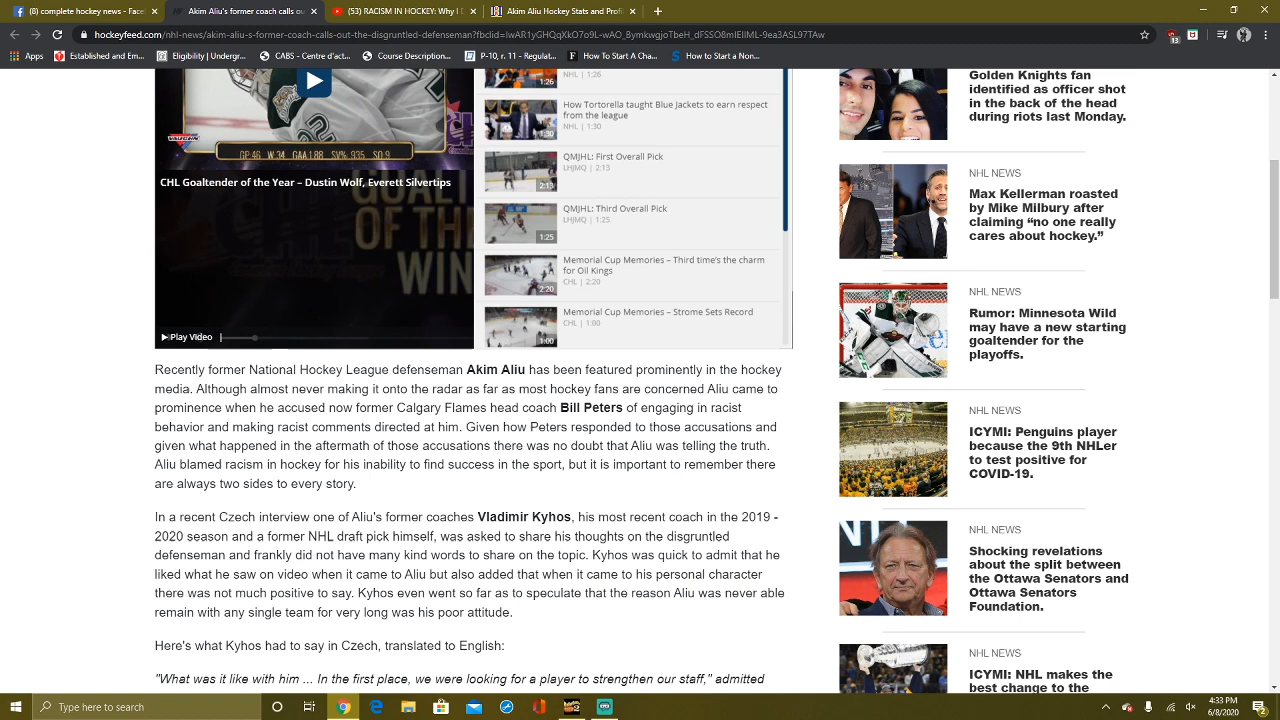 (8) complete hockey news -
HF Akim Aliu's former coach calls
(53) RACISM IN HOCKEY: Why I
Akim Aliu Stats and News
hockeyfeed.com/nhl-news/akim-aliu-s-former-coach-calls-out-the-disgruntled-defenseman?fbclid=IwAR1yGHQqXkO7o9L-wAO_BymkwgjoTbeH_dFSSO8mIEIIML-9ea3ASL97TAw
13
21
Apps
Established and Em...
Eligibility | Undergr...
CABS - Centre d'act...
Course Description...
P-10, r. 11 - Regulat...
How To Start A Cha...
How to Start a Non...
VAUGHN
GP 46 W 34 GAA 1.88 SV% .935 SO 9
CHL Goaltender of the Year – Dustin Wolf, Everett Silvertips
WIN
Play Video
1:26
NHL | 1:26
How Tortorella taught Blue Jackets to earn respect
from the league
NHL | 1:30
1:30
QMJHL: First Overall Pick
LHJMQ | 2:13
2:13
QMJHL: Third Overall Pick
LHJMQ | 1:25
1:25
Memorial Cup Memories – Third time's the charm
for Oil Kings
CHL | 2:20
2:20
Memorial Cup Memories – Strome Sets Record
CHL | 1:00
1:00
Recently former National Hockey League defenseman Akim Aliu has been featured prominently in the hockey
media. Although almost never making it onto the radar as far as most hockey fans are concerned Aliu came to
prominence when he accused now former Calgary Flames head coach Bill Peters of engaging in racist
behavior and making racist comments directed at him. Given how Peters responded to those accusations and
given what happened in the aftermath of those accusations there was no doubt that Aliu was telling the truth.
Aliu blamed racism in hockey for his inability to find success in the sport, but it is important to remember there
are always two sides to every story.
In a recent Czech interview one of Aliu's former coaches Vladimir Kyhos, his most recent coach in the 2019 -
2020 season and a former NHL draft pick himself, was asked to share his thoughts on the disgruntled
defenseman and frankly did not have many kind words to share on the topic. Kyhos was quick to admit that he
liked what he saw on video when it came to Aliu but also added that when it came to his personal character
there was not much positive to say. Kyhos even went so far as to speculate that the reason Aliu was never able
remain with any single team for very long was his poor attitude.
Here's what Kyhos had to say in Czech, translated to English:
"What was it like with him ... In the first place, we were looking for a player to strengthen our staff," admitted
Golden Knights fan
identified as officer shot
in the back of the head
during riots last Monday.
NHL NEWS
Max Kellerman roasted
by Mike Milbury after
claiming “no one really
cares about hockey.”
NHL NEWS
Rumor: Minnesota Wild
may have a new starting
goaltender for the
playoffs.
NHL NEWS
ICYMI: Penguins player
because the 9th NHLer
to test positive for
COVID-19.
NHL NEWS
Shocking revelations
about the split between
the Ottawa Senators and
Ottawa Senators
Foundation.
NHL NEWS
ICYMI: NHL makes the
best change to the
Type here to search
4:33 PM
6/8/2020